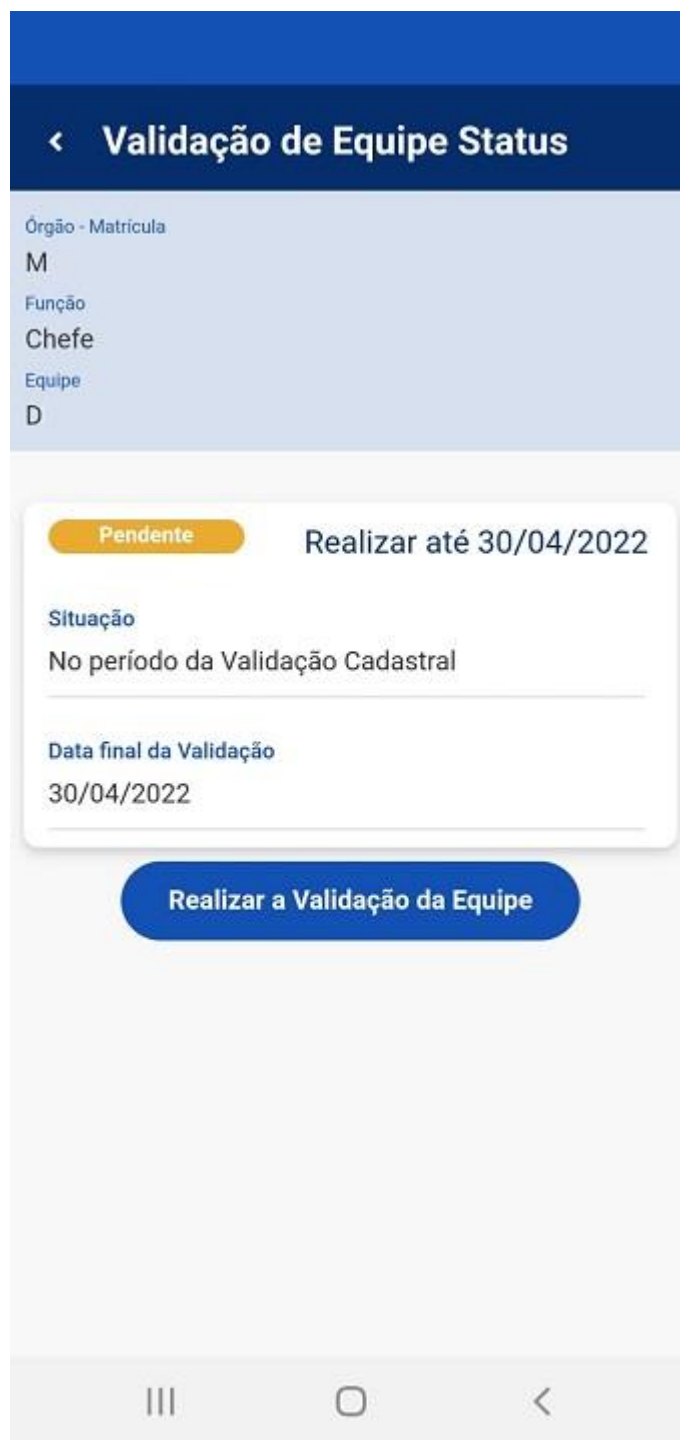 Validação de Equipe Status
Órgão - Matrícula
M
Função
Chefe
Equipe
D
Pendente
Realizar até 30/04/2022
Situação
No período da Validação Cadastral
Data final da Validação
30/04/2022
Realizar a Validação da Equipe